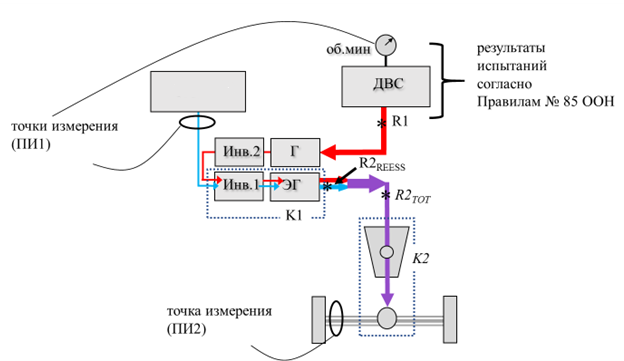 об.мин
ДВС
результаты
испытаний
согласно
Правилам № 85 ООН
точки измерения
(ПИ1)
R1
Инв.2
Г
R2REESS
Инв.1
ЭГ
R2TOT
K1
K2
точка измерения
(ПИ2)